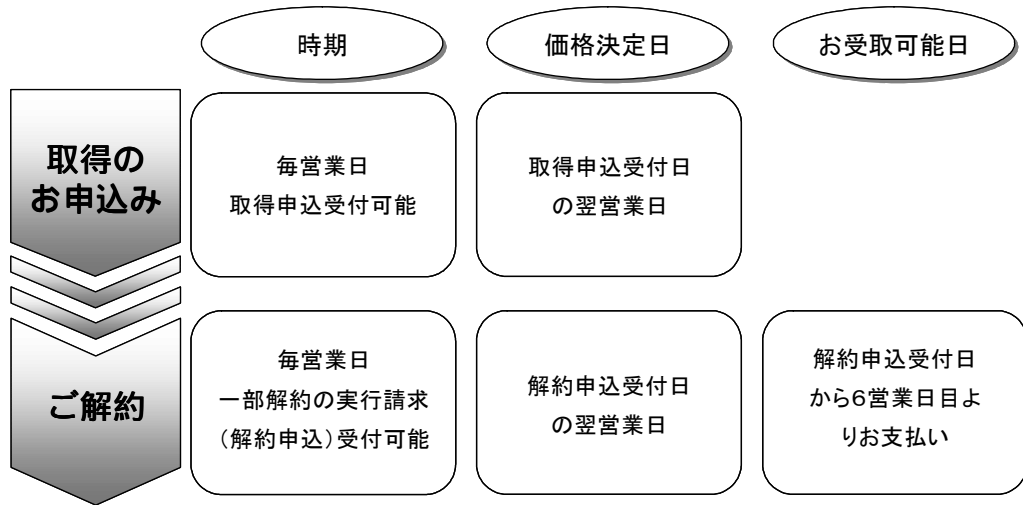 時期
価格決定日
お受取可能日
取得の
お申込み
毎営業日
取得申込受付可能
取得申込受付日
の翌営業日
ご解約
毎営業日
一部解約の実行請求
(解約申込)受付可能
解約申込受付日
の翌営業日
解約申込受付日
から6営業日目よ
りお支払い